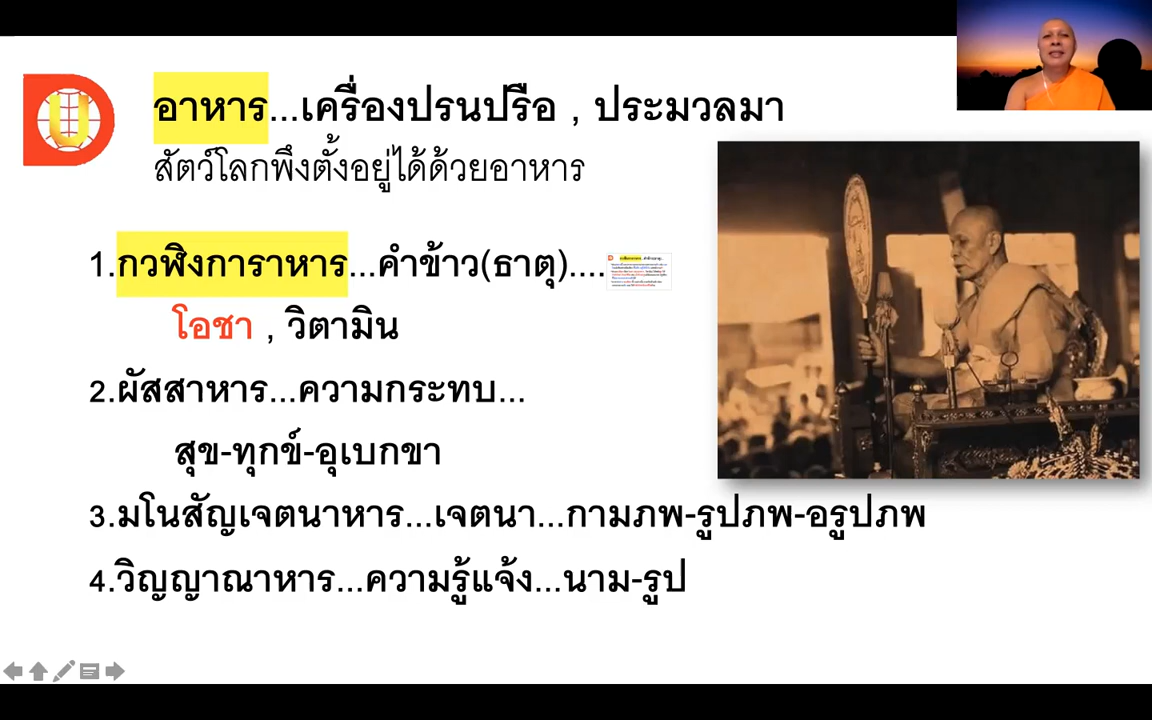 อาหาร...เครื่องปรนปรือ , ประมวลมา
สัตว์โลกพึงตั้งอยู่ได้ด้วยอาหาร
1.กวฬิงการาหาร...คำข้าว(ธาตุ)....
โอชา , วิตามิน
2.ผัสสาหาร...ความกระทบ...
สุข-ทุกข์-อุเบกขา
3.มโนสัญเจตนาหาร...เจตนา...กามภพ-รูปภพ-อรูปภพ
4.วิญญาณาหาร...ความรู้แจ้ง...นาม-รูป